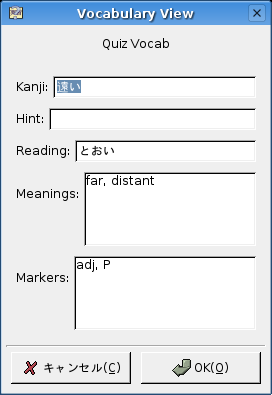 Vocabulary View
Quiz Vocab
Kanji: 遠い
Hint:
Reading: とおい
Meanings: far, distant
Markers: adj, P
キャンセル(C) OK(O)